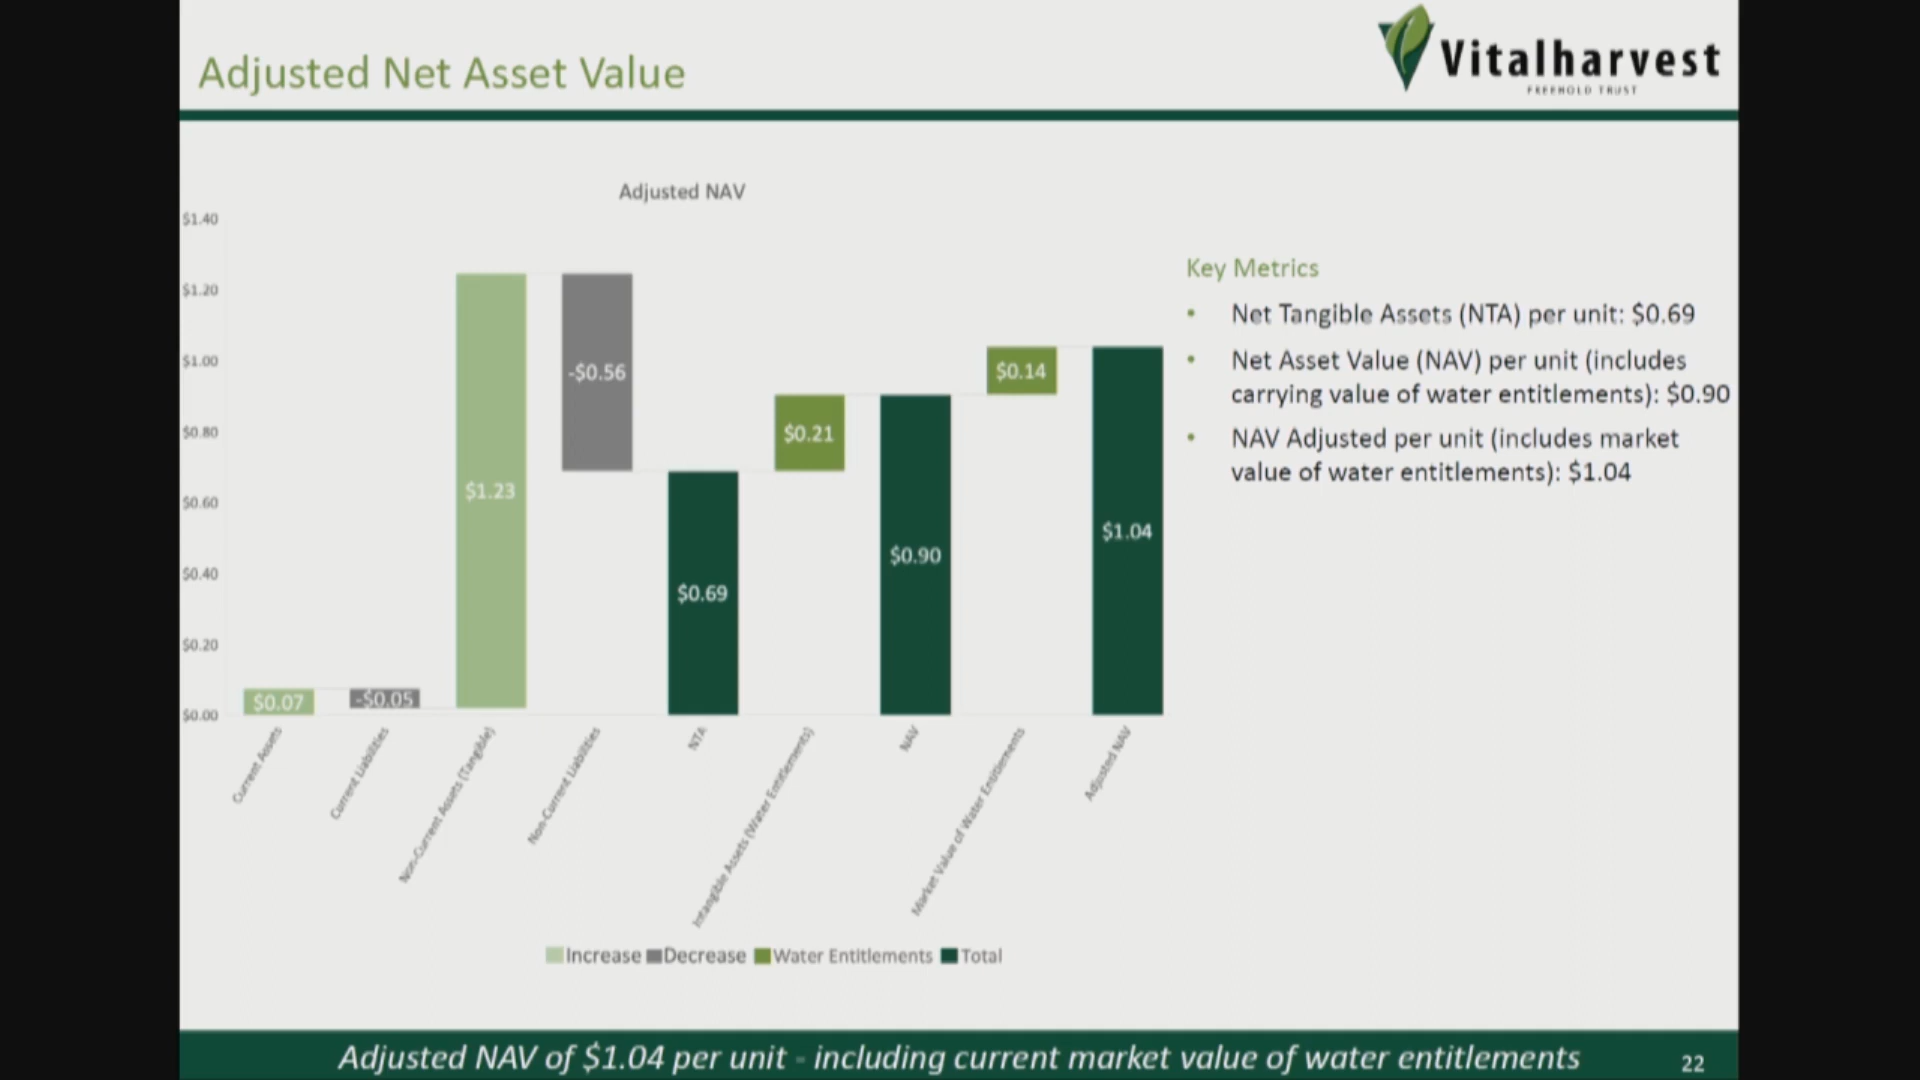 Adjusted Net Asset Value
Vitalharvest
FREEHOLD TRUST
Adjusted NAV
$1.40
$1.20
$1.00
$0.80
$0.60
$0.40
$0.20
$0.00
$0.07
-$0.05
$1.23
-$0.56
$0.69
$0.21
$0.90
$0.14
$1.04
Current Assets
Current Liabilities
Non-Current Assets (Tangible)
Non-Current Liabilities
NTA
Intangible Assets (Water Entitlements)
NAV
Market Value of Water Entitlements
Adjusted NAV
Increase Decrease Water Entitlements Total
Key Metrics
• Net Tangible Assets (NTA) per unit: $0.69
• Net Asset Value (NAV) per unit (includes
carrying value of water entitlements): $0.90
• NAV Adjusted per unit (includes market
value of water entitlements): $1.04
Adjusted NAV of $1.04 per unit - including current market value of water entitlements
22